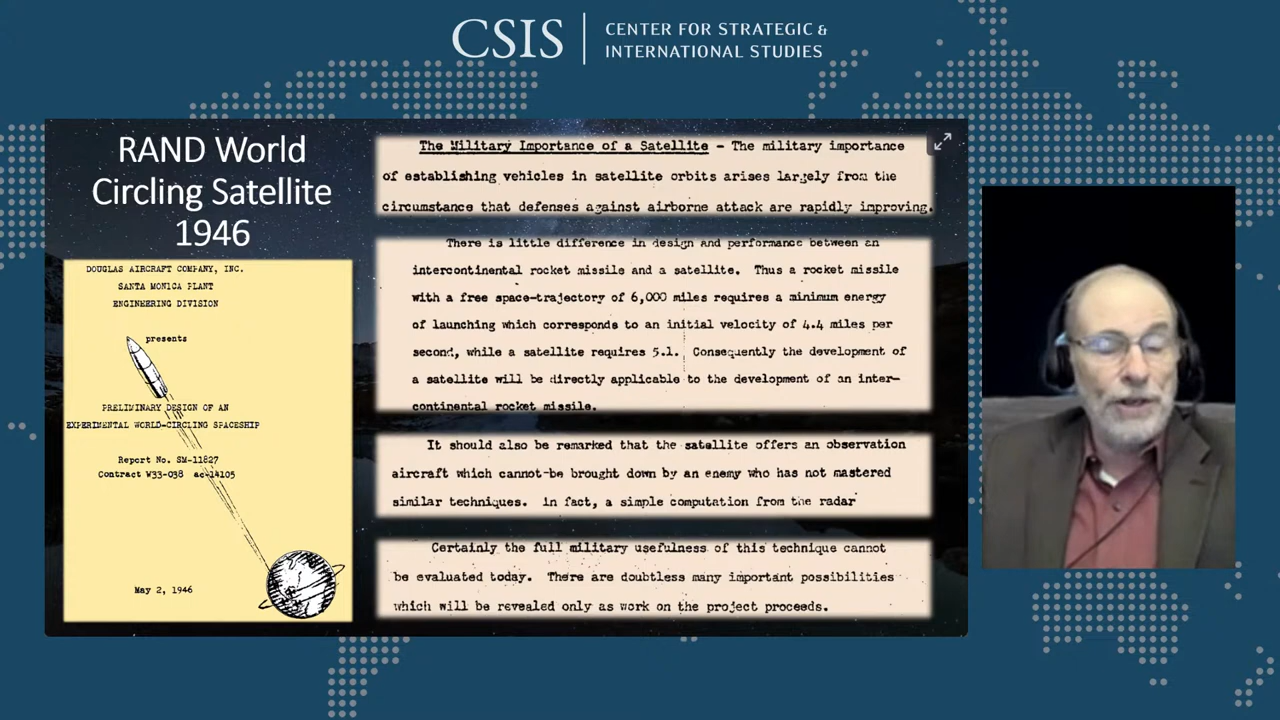 CSIS
CENTER FOR STRATEGIC &
INTERNATIONAL STUDIES
RAND World
Circling Satellite
1946
DOUGLAS AIRCRAFT COMPANY, INC.
SANTA MONICA PLANT
ENGINEERING DIVISION
presents
PRELIMINARY DESIGN OF AN
EXPERIMENTAL WORLD-CIRCLING SPACESHIP
Report No. SM-11827
Contract W33-038 ac-14105
May 2, 1946
The Military Importance of a Satellite - The military importance
of establishing vehicles in satellite orbits arises largely from the
circumstance that defenses against airborne attack are rapidly improving.
There is little difference in design and performance between an
intercontinental rocket missile and a satellite. Thus a rocket missile
with a free space-trajectory of 6,000 miles requires a minimum energy
of launching which corresponds to an initial velocity of 4.4 miles per
second, while a satellite requires 5.1. Consequently the development of
a satellite will be directly applicable to the development of an inter-
continental rocket missile.
It should also be remarked that the satellite offers an observation
aircraft which cannot-be brought down by an enemy who has not mastered
similar techniques. In fact, a simple computation from the radar
Certainly the full military usefulness of this technique cannot
be evaluated today. There are doubtless many important possibilities
which will be revealed only as work on the project proceeds.